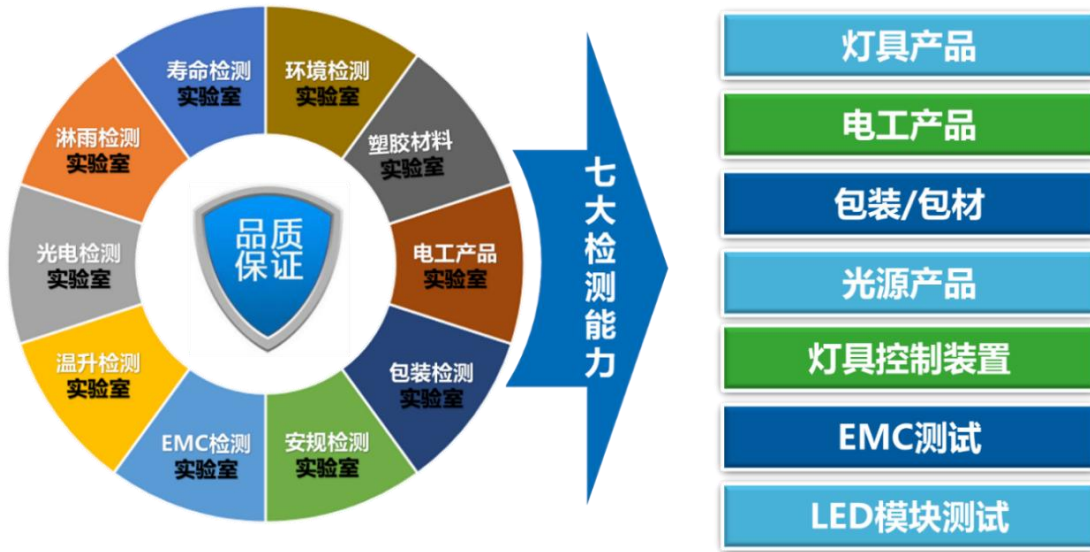 寿命检测
实验室
环境检测
实验室
塑胶材料
实验室
电工产品
实验室
包装检测
实验室
安规检测
实验室
EMC检测
实验室
温升检测
实验室
光电检测
实验室
淋雨检测
实验室
品质
保证
七大检测能力
灯具产品
电工产品
包装/包材
光源产品
灯具控制装置
EMC测试
LED模块测试